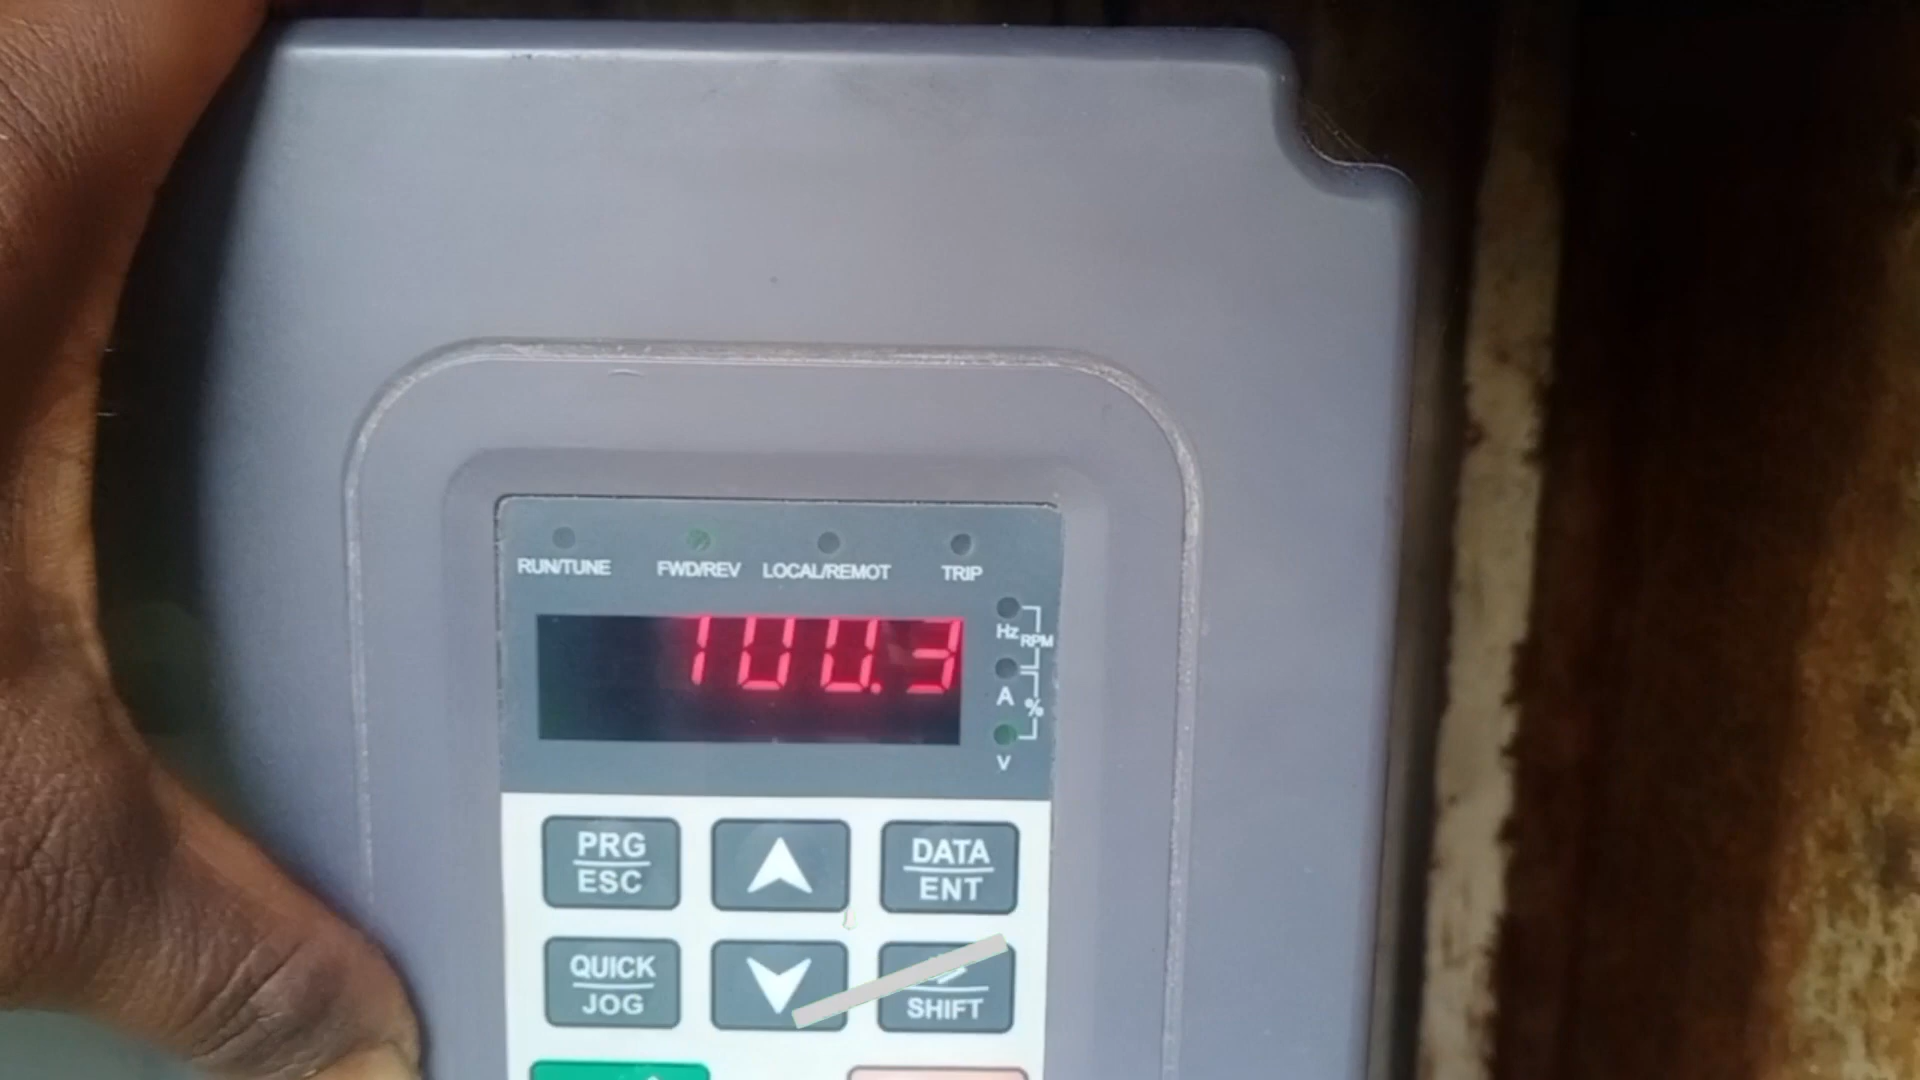 RUN/TUNE FWD/REV LOCAL/REMOT TRIP
100.3
Hz
RPM
A
%
V
PRG
ESC
DATA
ENT
QUICK
JOG
SHIFT